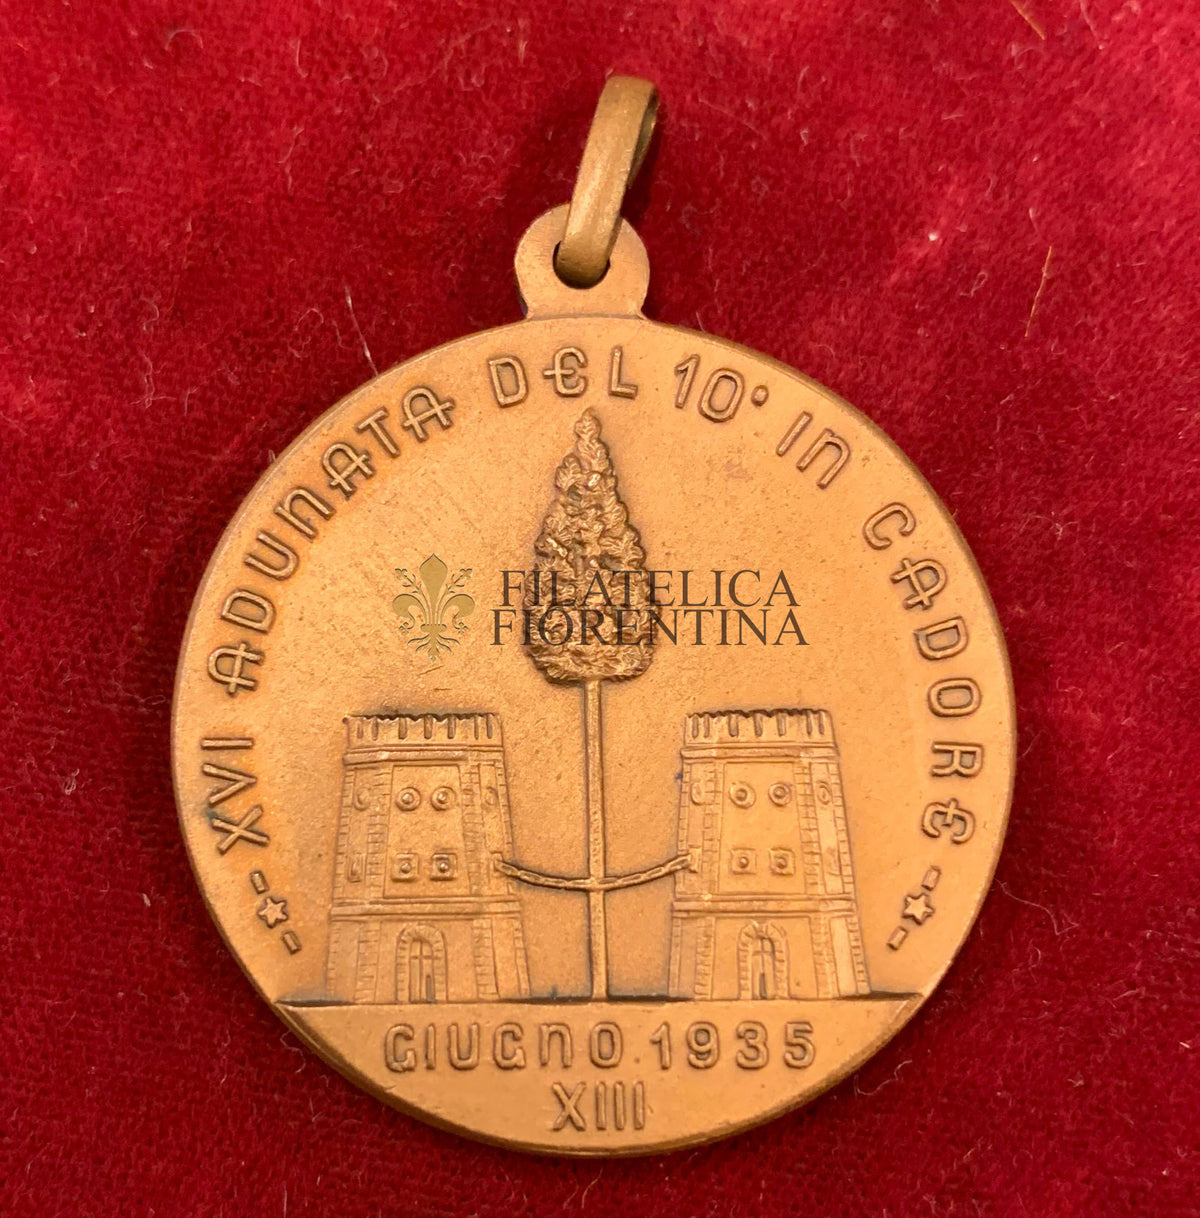 XVI ADUNATA DEL 10° IN CADORE
FILATELICA
FIORENTINA
GIUGNO 1935
XIII